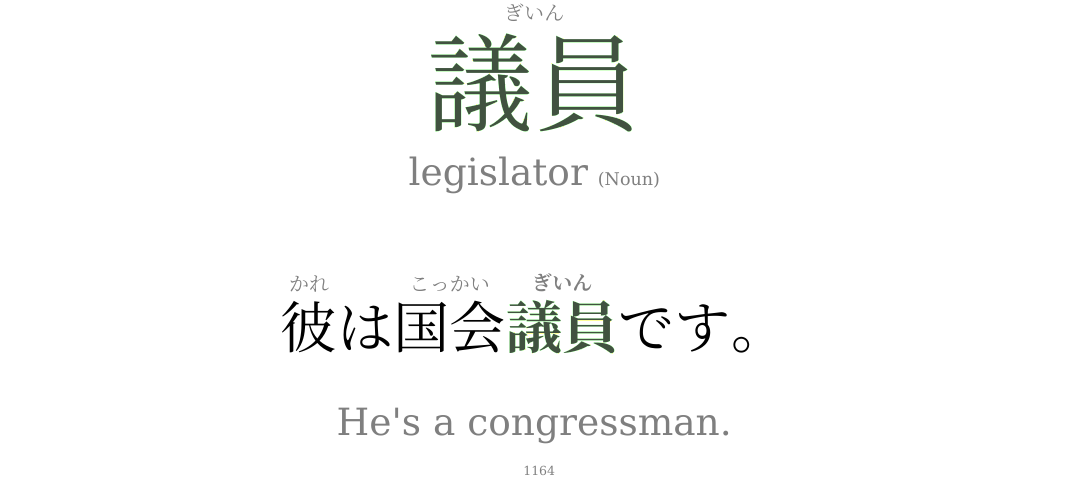 ぎいん
議員
legislator (Noun)
かれ こっかい ぎいん
彼は国会議員です。
He's a congressman.
1164